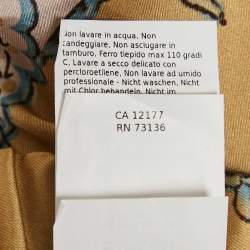 Non lavare in acqua, Non
candeggiare, Non asciugare in
tamburo, Ferro tiepido max 110 gradi
C, Lavare a secco delicato con
percloroetilene, Non lavare ad umido
professionale - Nicht waschen, Nicht
mit Chlor behandeln, Nicht im
CA 12177
RN 73136